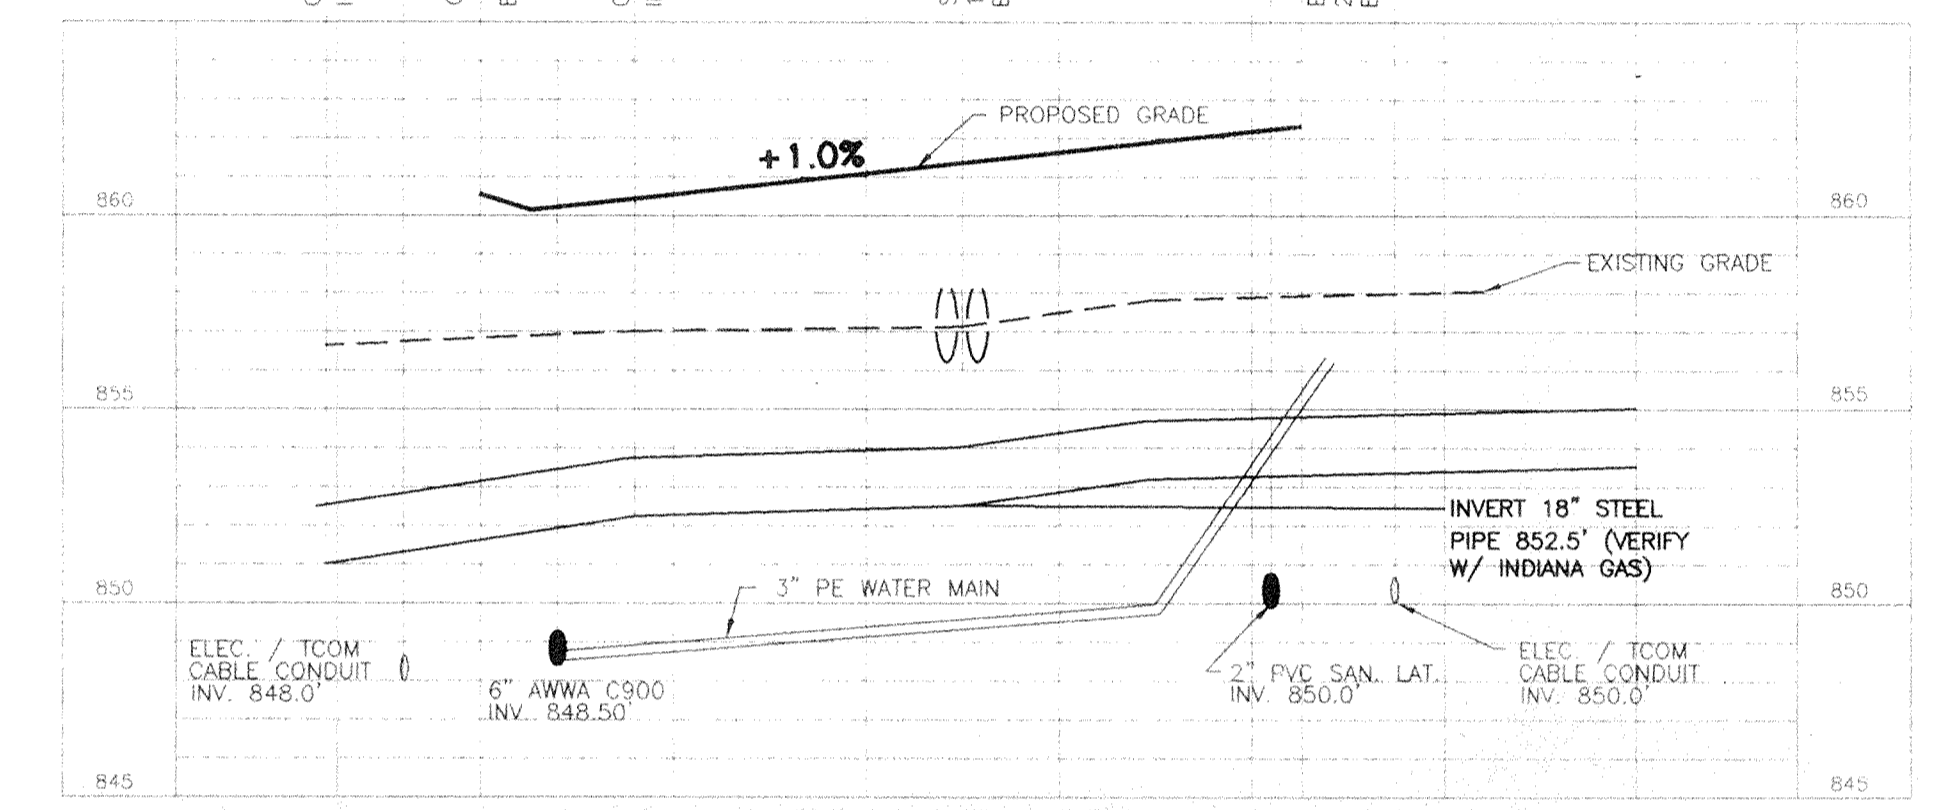 PROPOSED GRADE
+1.0%
860
860
EXISTING GRADE
855
855
INVERT 18" STEEL
PIPE 852.5' (VERIFY
W/ INDIANA GAS)
3" PE WATER MAIN
850
850
ELEC. / TCOM
CABLE CONDUIT
INV. 848.0'
6" AWWA C900
INV. 848.50'
2" PVC SAN. LAT.
INV. 850.0'
ELEC. / TCOM
CABLE CONDUIT
INV. 850.0'
845
845